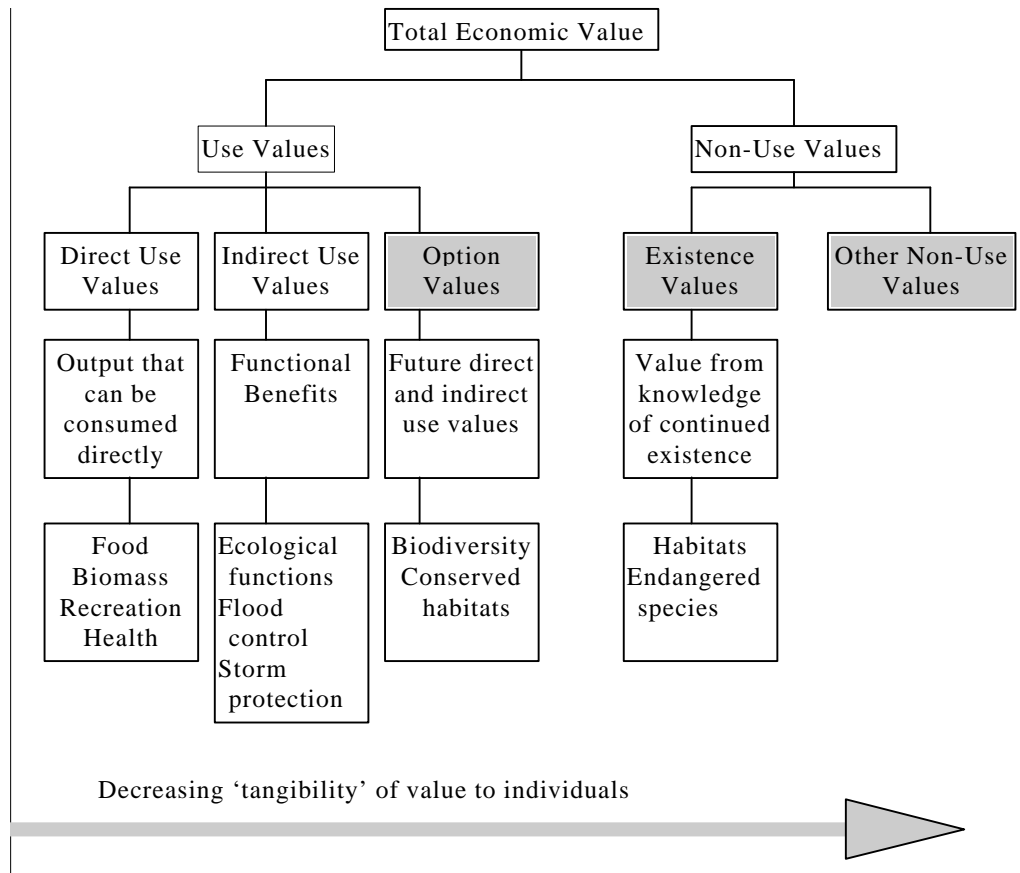 Total Economic Value
Use Values
Non-Use Values
Direct Use
Values
Indirect Use
Values
Option
Values
Existence
Values
Other Non-Use
Values
Output that
can be
consumed
directly
Functional
Benefits
Future direct
and indirect
use values
Value from
knowledge
of continued
existence
Food
Biomass
Recreation
Health
Ecological
functions
Flood
control
Storm
protection
Biodiversity
Conserved
habitats
Habitats
Endangered
species
Decreasing ‘tangibility’ of value to individuals